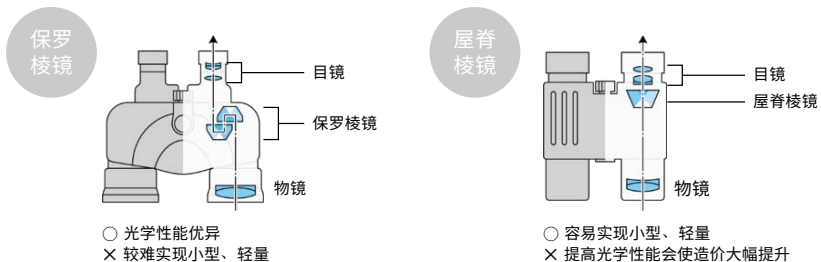 保罗
棱镜
目镜
保罗棱镜
物镜
○ 光学性能优异
× 较难实现小型、轻量
屋脊
棱镜
目镜
屋脊棱镜
物镜
○ 容易实现小型、轻量
× 提高光学性能会使造价大幅提升